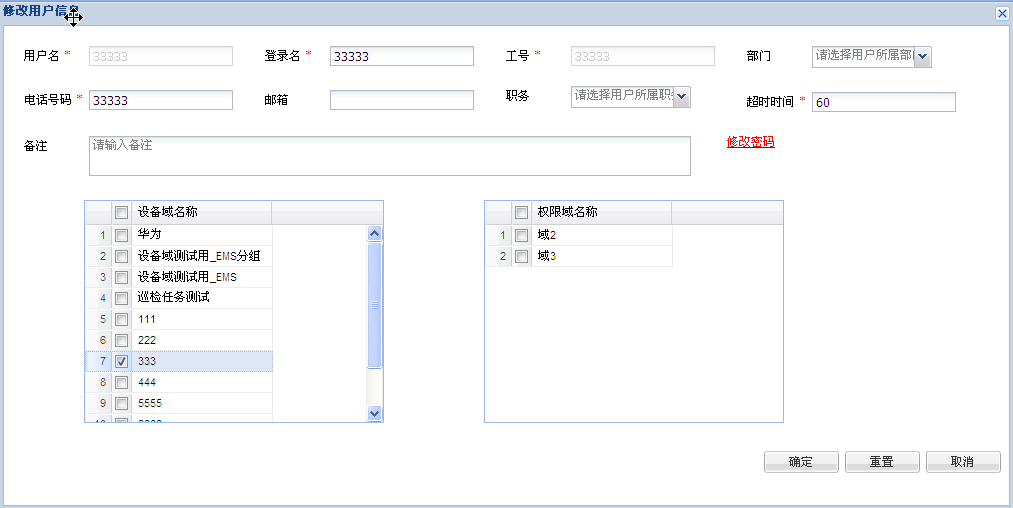 修改用户信息
用户名 * 33333 登录名 * 33333 工号 * 33333 部门 请选择用户所属部
电话号码 * 33333 邮箱 职务 请选择用户所属职 超时时间 * 60
备注 请输入备注 修改密码
设备域名称
1 华为
2 设备域测试用_EMS分组
3 设备域测试用_EMS
4 巡检任务测试
5 111
6 222
7 333
8 444
9 5555
权限域名称
1 域2
2 域3
确定 重置 取消